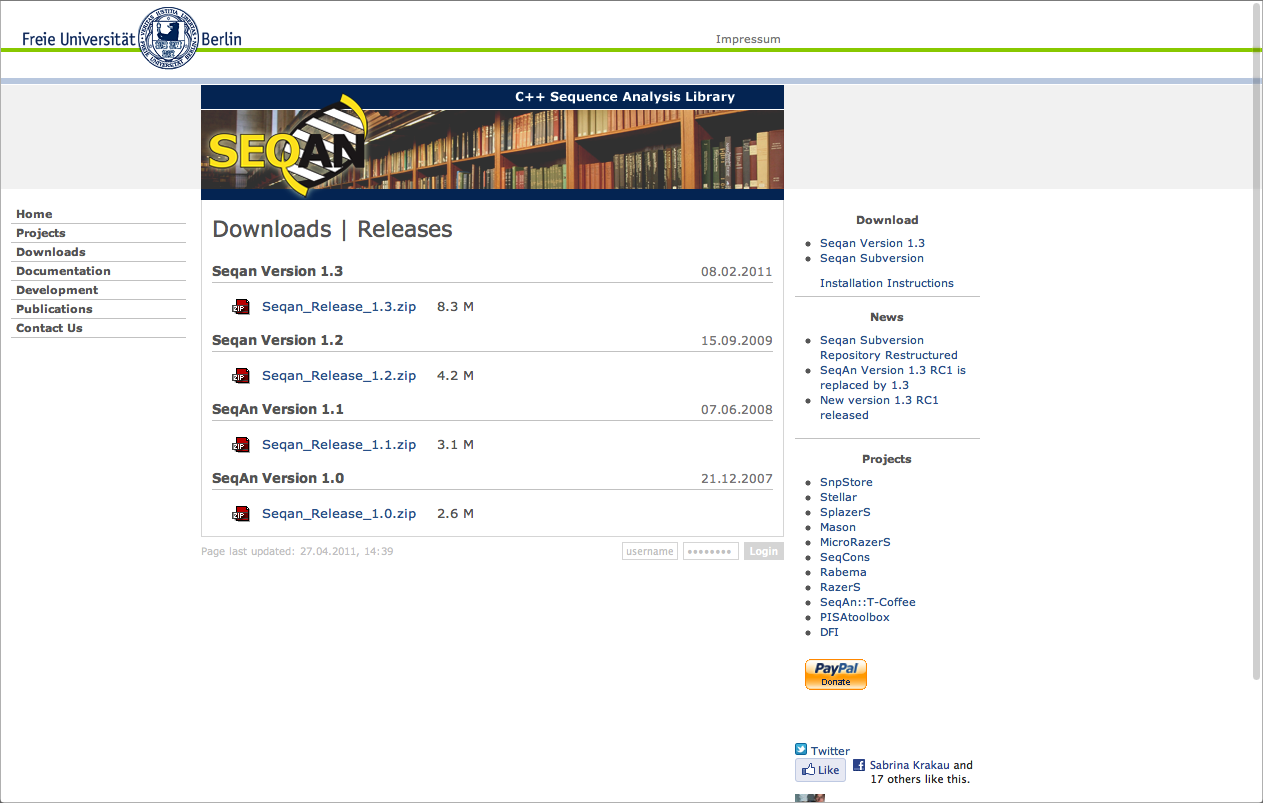 Freie Universität Berlin
Impressum
C++ Sequence Analysis Library
SEQAN
Home
Projects
Downloads
Documentation
Development
Publications
Contact Us
Downloads | Releases
Seqan Version 1.3 08.02.2011
ZIP Seqan_Release_1.3.zip 8.3 M
Seqan Version 1.2 15.09.2009
ZIP Seqan_Release_1.2.zip 4.2 M
SeqAn Version 1.1 07.06.2008
ZIP Seqan_Release_1.1.zip 3.1 M
SeqAn Version 1.0 21.12.2007
ZIP Seqan_Release_1.0.zip 2.6 M
Page last updated: 27.04.2011, 14:39
username •••••••• Login
Download
Seqan Version 1.3
Seqan Subversion
Installation Instructions
News
Seqan Subversion
Repository Restructured
SeqAn Version 1.3 RC1 is
replaced by 1.3
New version 1.3 RC1
released
Projects
SnpStore
Stellar
SplazerS
Mason
MicroRazerS
SeqCons
Rabema
RazerS
SeqAn::T-Coffee
PISAtoolbox
DFI
PayPal
Donate
Twitter
Like
Sabrina Krakau and
17 others like this.